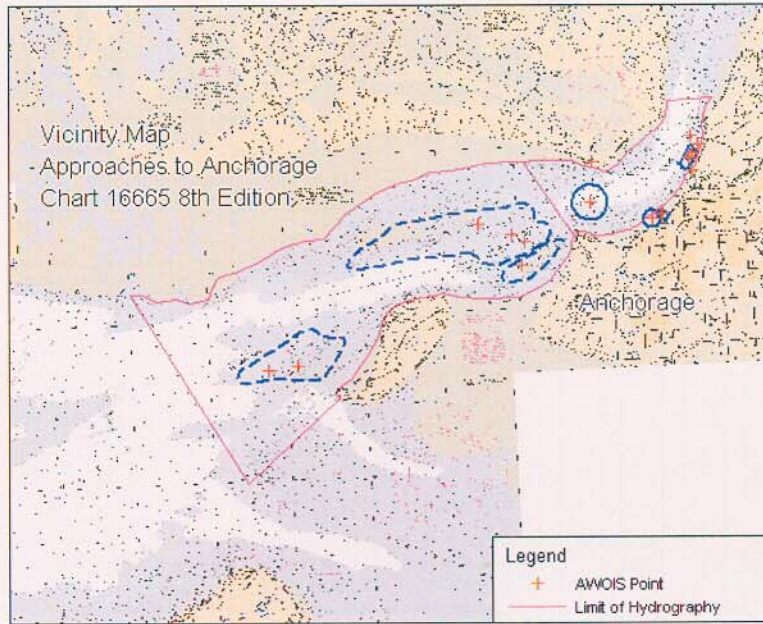 Vicinity Map
Approaches to Anchorage
Chart 16665 8th Edition
Anchorage
Legend
AWOIS Point
Limit of Hydrography